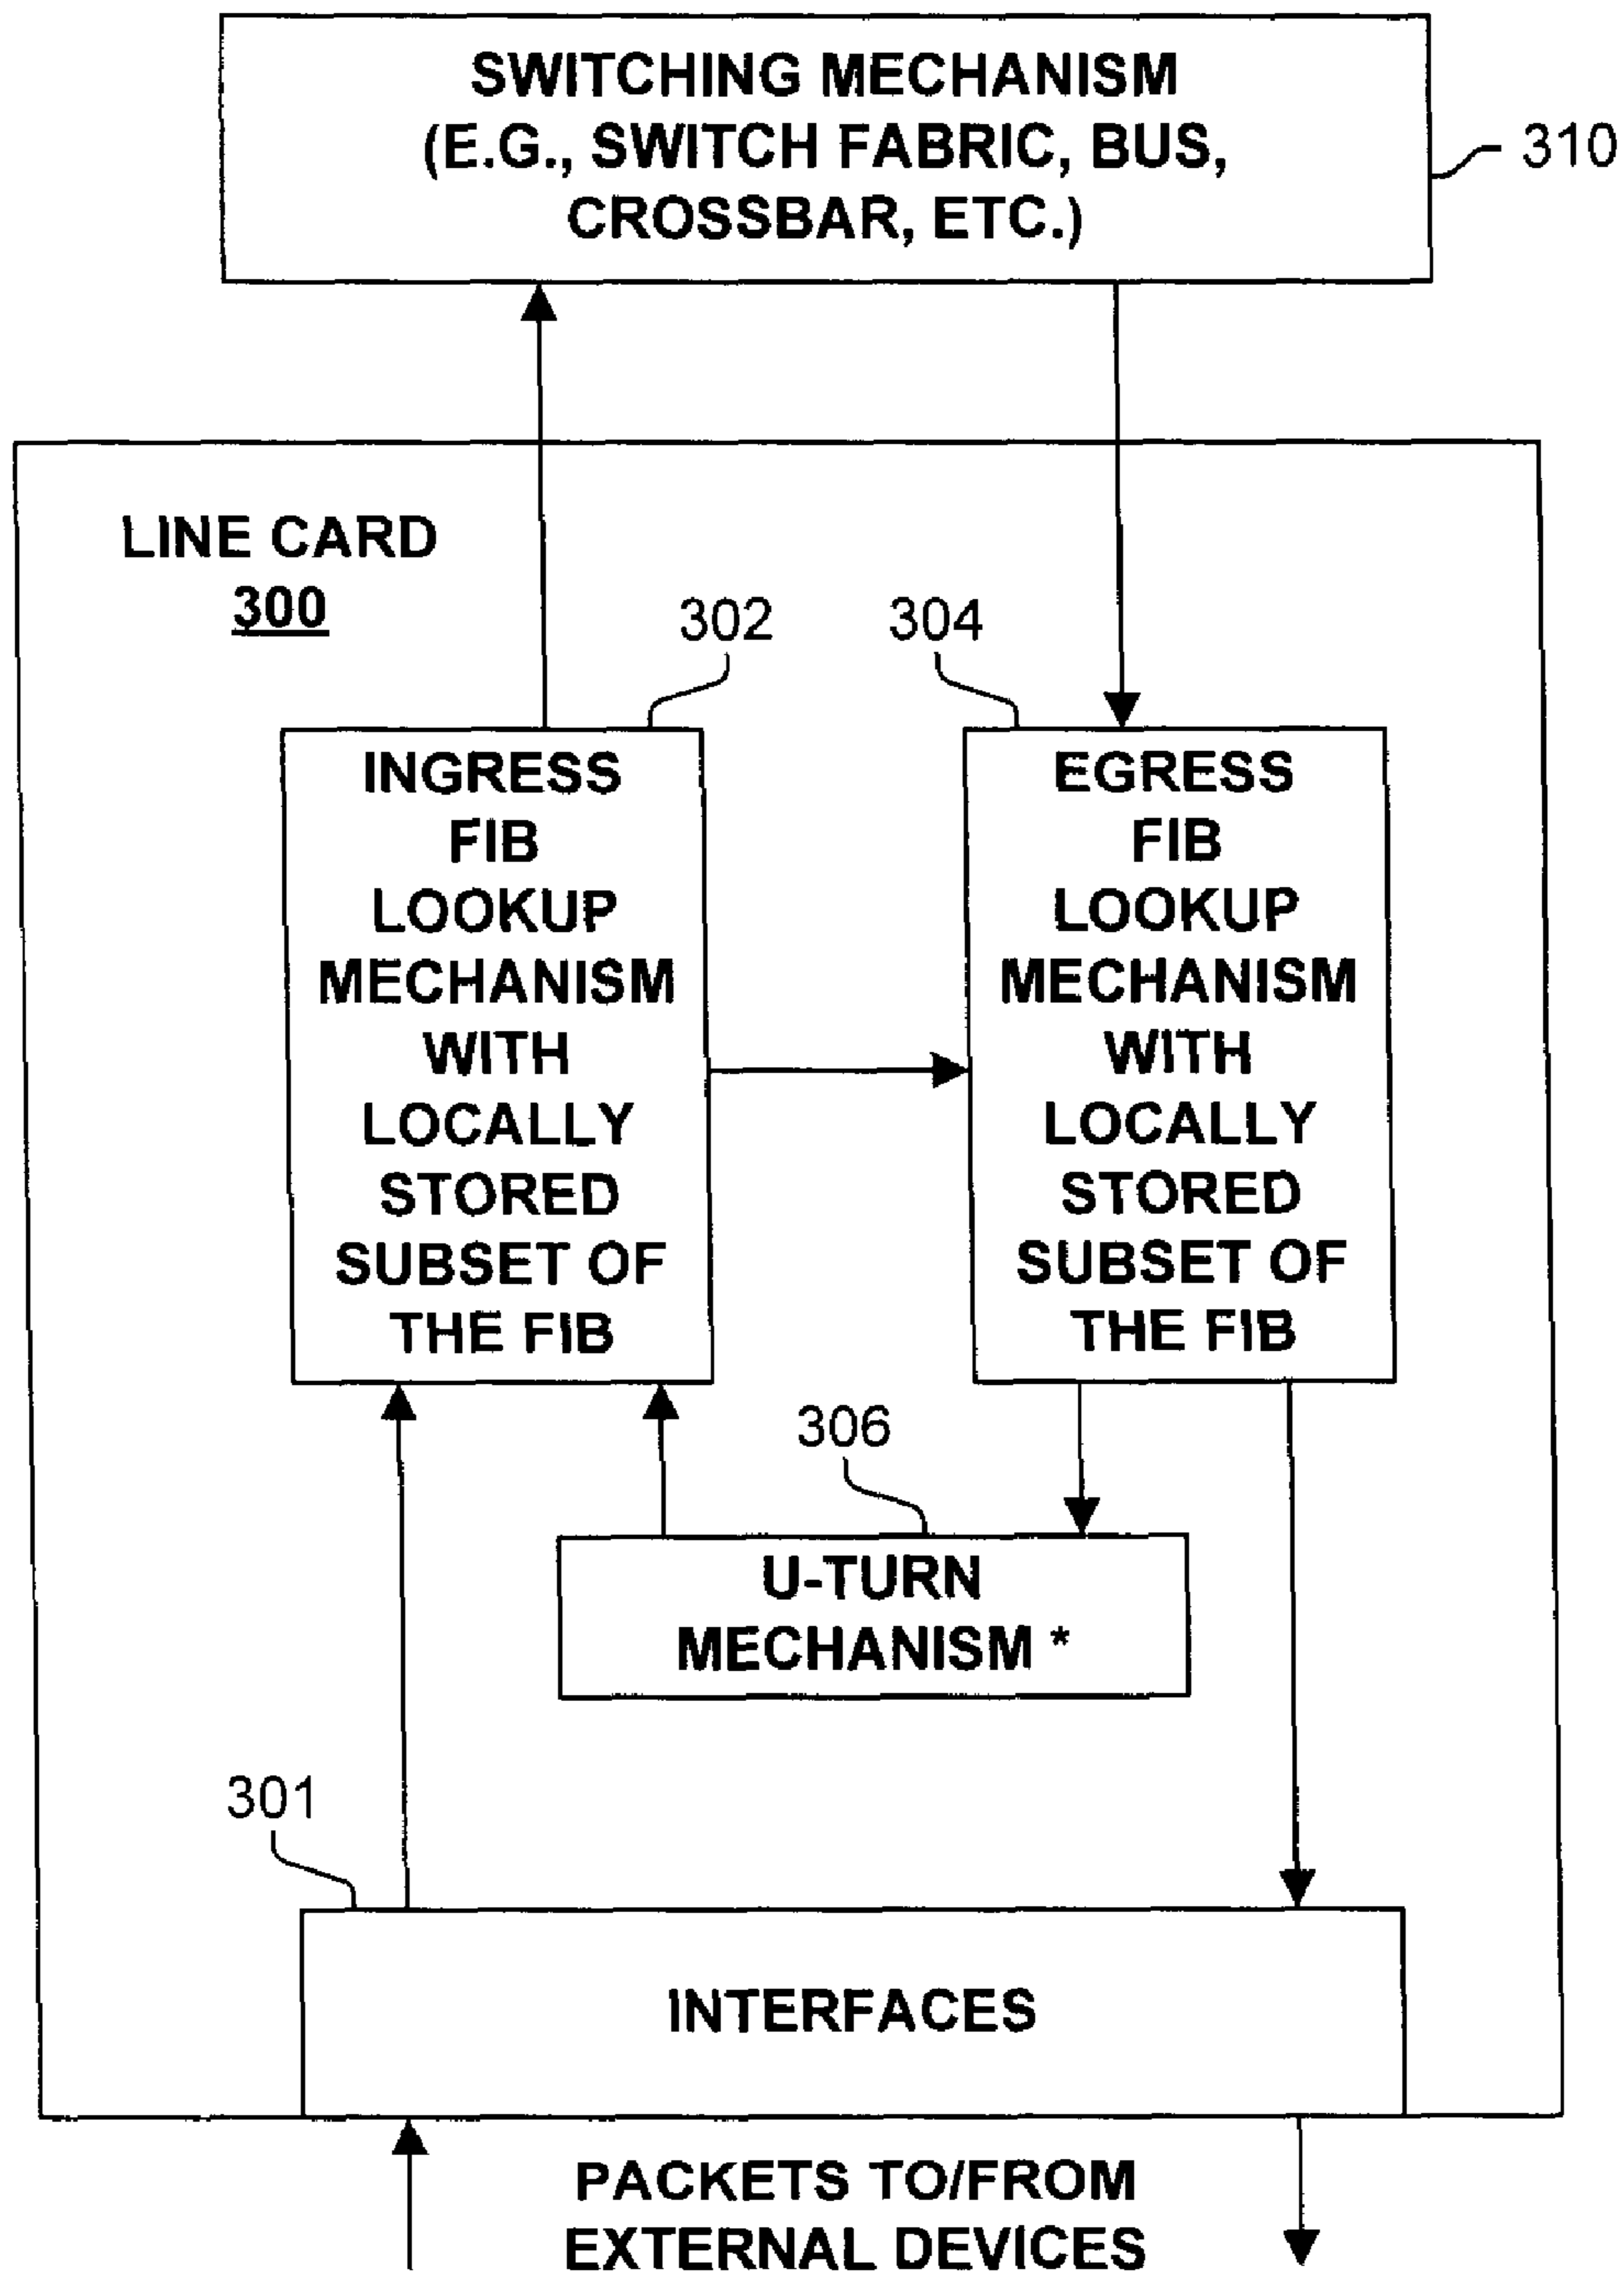 SWITCHING MECHANISM
(E.G., SWITCH FABRIC, BUS,
CROSSBAR, ETC.)
310
LINE CARD
300
302
304
INGRESS
FIB
LOOKUP
MECHANISM
WITH
LOCALLY
STORED
SUBSET OF
THE FIB
EGRESS
FIB
LOOKUP
MECHANISM
WITH
LOCALLY
STORED
SUBSET OF
THE FIB
306
U-TURN
MECHANISM *
301
INTERFACES
PACKETS TO/FROM
EXTERNAL DEVICES